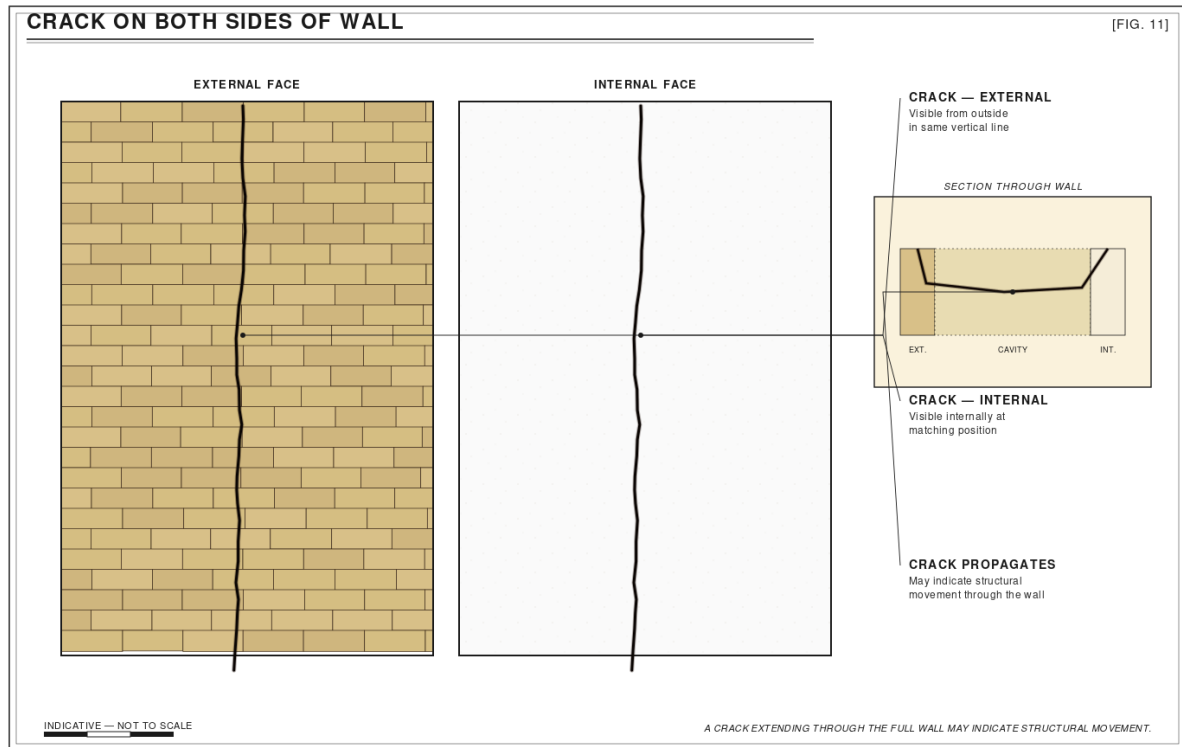 CRACK ON BOTH SIDES OF WALL
[FIG. 11]
EXTERNAL FACE
INTERNAL FACE
CRACK — EXTERNAL
Visible from outside
in same vertical line
SECTION THROUGH WALL
EXT.
CAVITY
INT.
CRACK — INTERNAL
Visible internally at
matching position
CRACK PROPAGATES
May indicate structural
movement through the wall
INDICATIVE — NOT TO SCALE
A CRACK EXTENDING THROUGH THE FULL WALL MAY INDICATE STRUCTURAL MOVEMENT.